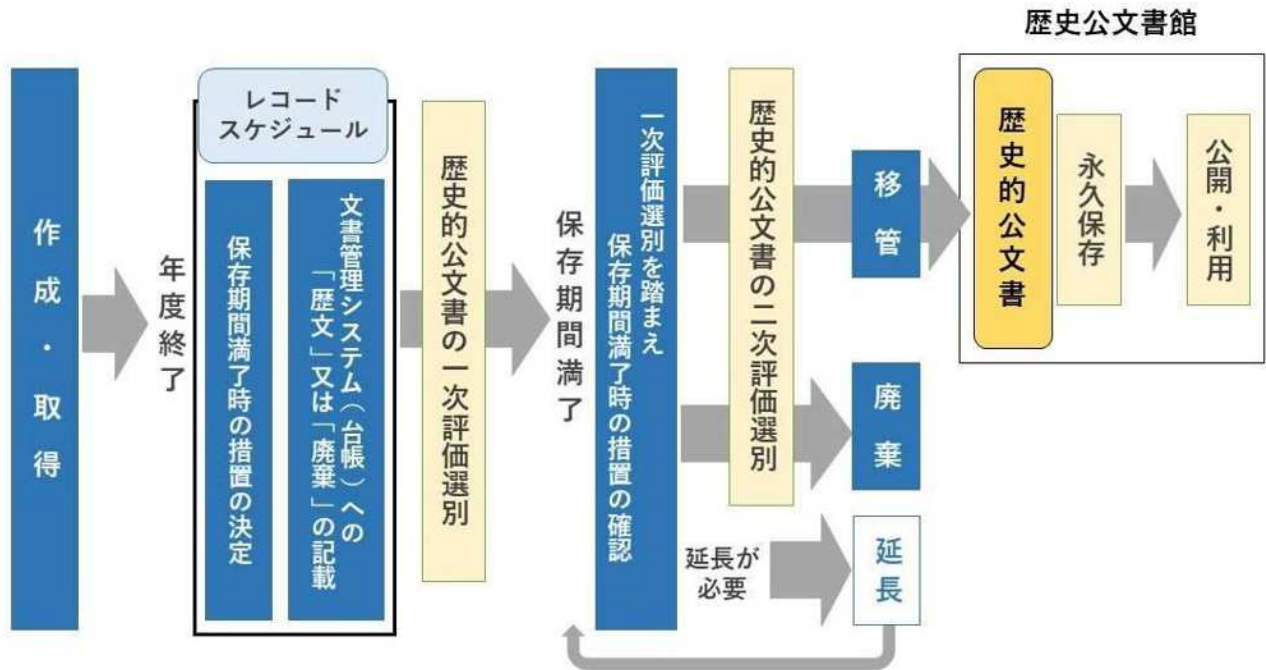 歴史公文書館
作成・取得
年度終了
レコード
スケジュール
保存期間満了時の措置の決定
文書管理システム（台帳）への
「歴文」又は「廃棄」の記載
歴史的公文書の一次評価選別
保存期間満了
一次評価選別を踏まえ
保存期間満了時の措置の確認
歴史的公文書の二次評価選別
移管
廃棄
延長が
必要
延長
歴史的公文書
永久保存
公開・利用